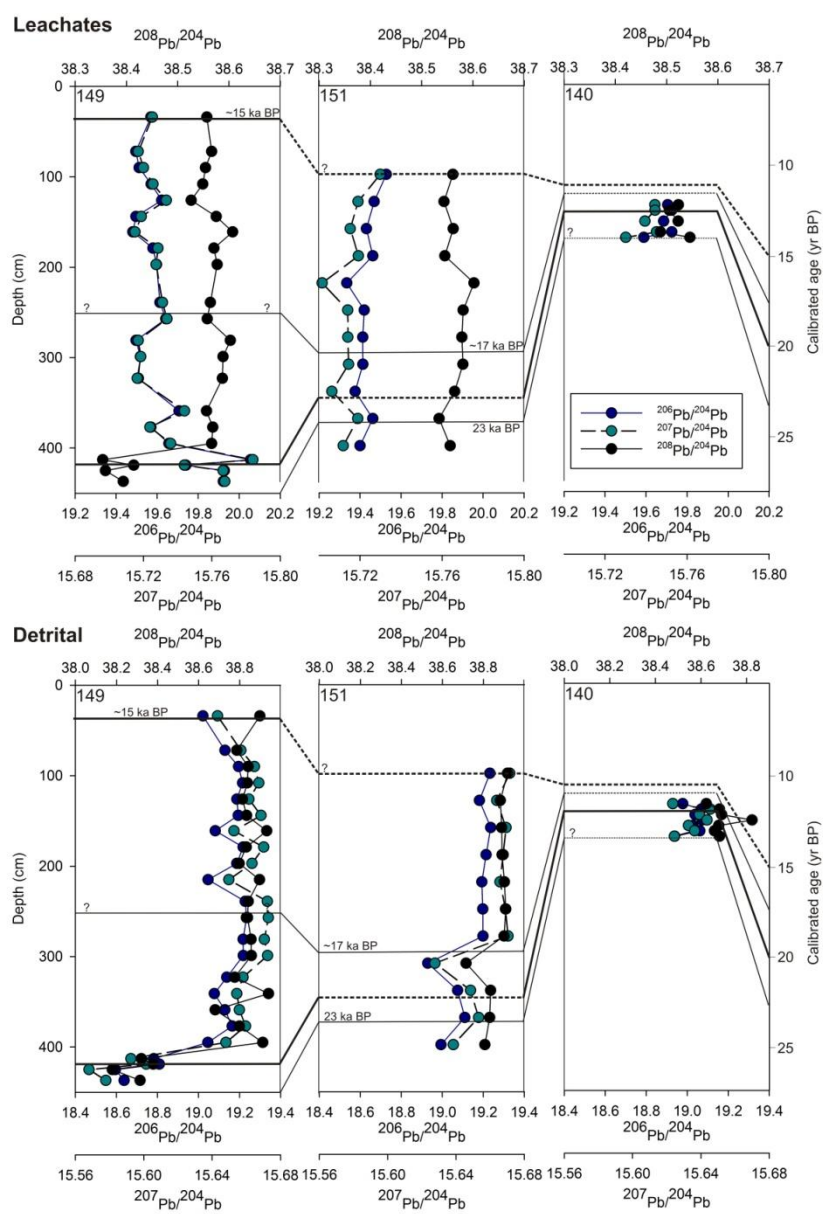 Leachates
208Pb/204Pb
208Pb/204Pb
208Pb/204Pb
38.3 38.4 38.5 38.6 38.7
38.3 38.4 38.5 38.6 38.7
38.3 38.4 38.5 38.6 38.7
149
151
140
0
100
200
300
400
Depth (cm)
~15 ka BP
?
?
?
?
~17 ka BP
23 ka BP
10
15
20
25
Calibrated age (yr BP)
206Pb/204Pb
207Pb/204Pb
208Pb/204Pb
19.2 19.4 19.6 19.8 20.0 20.2
19.2 19.4 19.6 19.8 20.0 20.2
19.2 19.4 19.6 19.8 20.0 20.2
206Pb/204Pb
206Pb/204Pb
206Pb/204Pb
15.68 15.72 15.76 15.80
15.72 15.76 15.80
15.72 15.76 15.80
207Pb/204Pb
207Pb/204Pb
207Pb/204Pb
Detrital
208Pb/204Pb
208Pb/204Pb
208Pb/204Pb
38.0 38.2 38.4 38.6 38.8
38.0 38.2 38.4 38.6 38.8
38.0 38.2 38.4 38.6 38.8
149
151
140
0
100
200
300
400
Depth (cm)
~15 ka BP
?
?
?
~17 ka BP
23 ka BP
10
15
20
25
Calibrated age (yr BP)
18.4 18.6 18.8 19.0 19.2 19.4
18.4 18.6 18.8 19.0 19.2 19.4
18.4 18.6 18.8 19.0 19.2 19.4
206Pb/204Pb
206Pb/204Pb
206Pb/204Pb
15.56 15.60 15.64 15.68
15.56 15.60 15.64 15.68
15.56 15.60 15.64 15.68
207Pb/204Pb
207Pb/204Pb
207Pb/204Pb